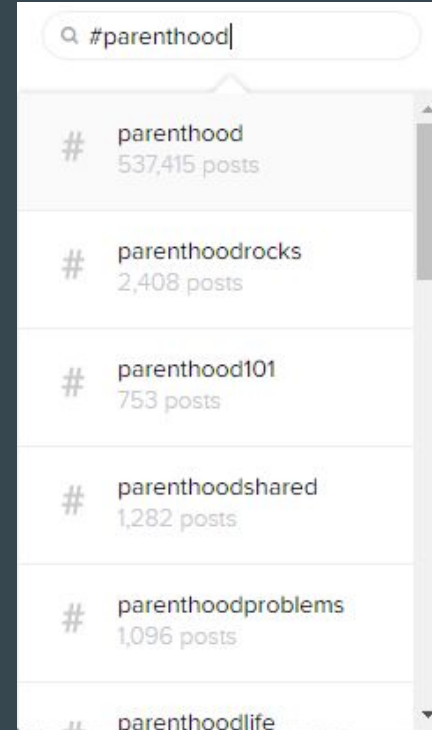 #parenthood
# parenthood
537,415 posts
# parenthoodrocks
2,408 posts
# parenthood101
753 posts
# parenthoodshared
1,282 posts
# parenthoodproblems
1,096 posts
# parenthoodlife